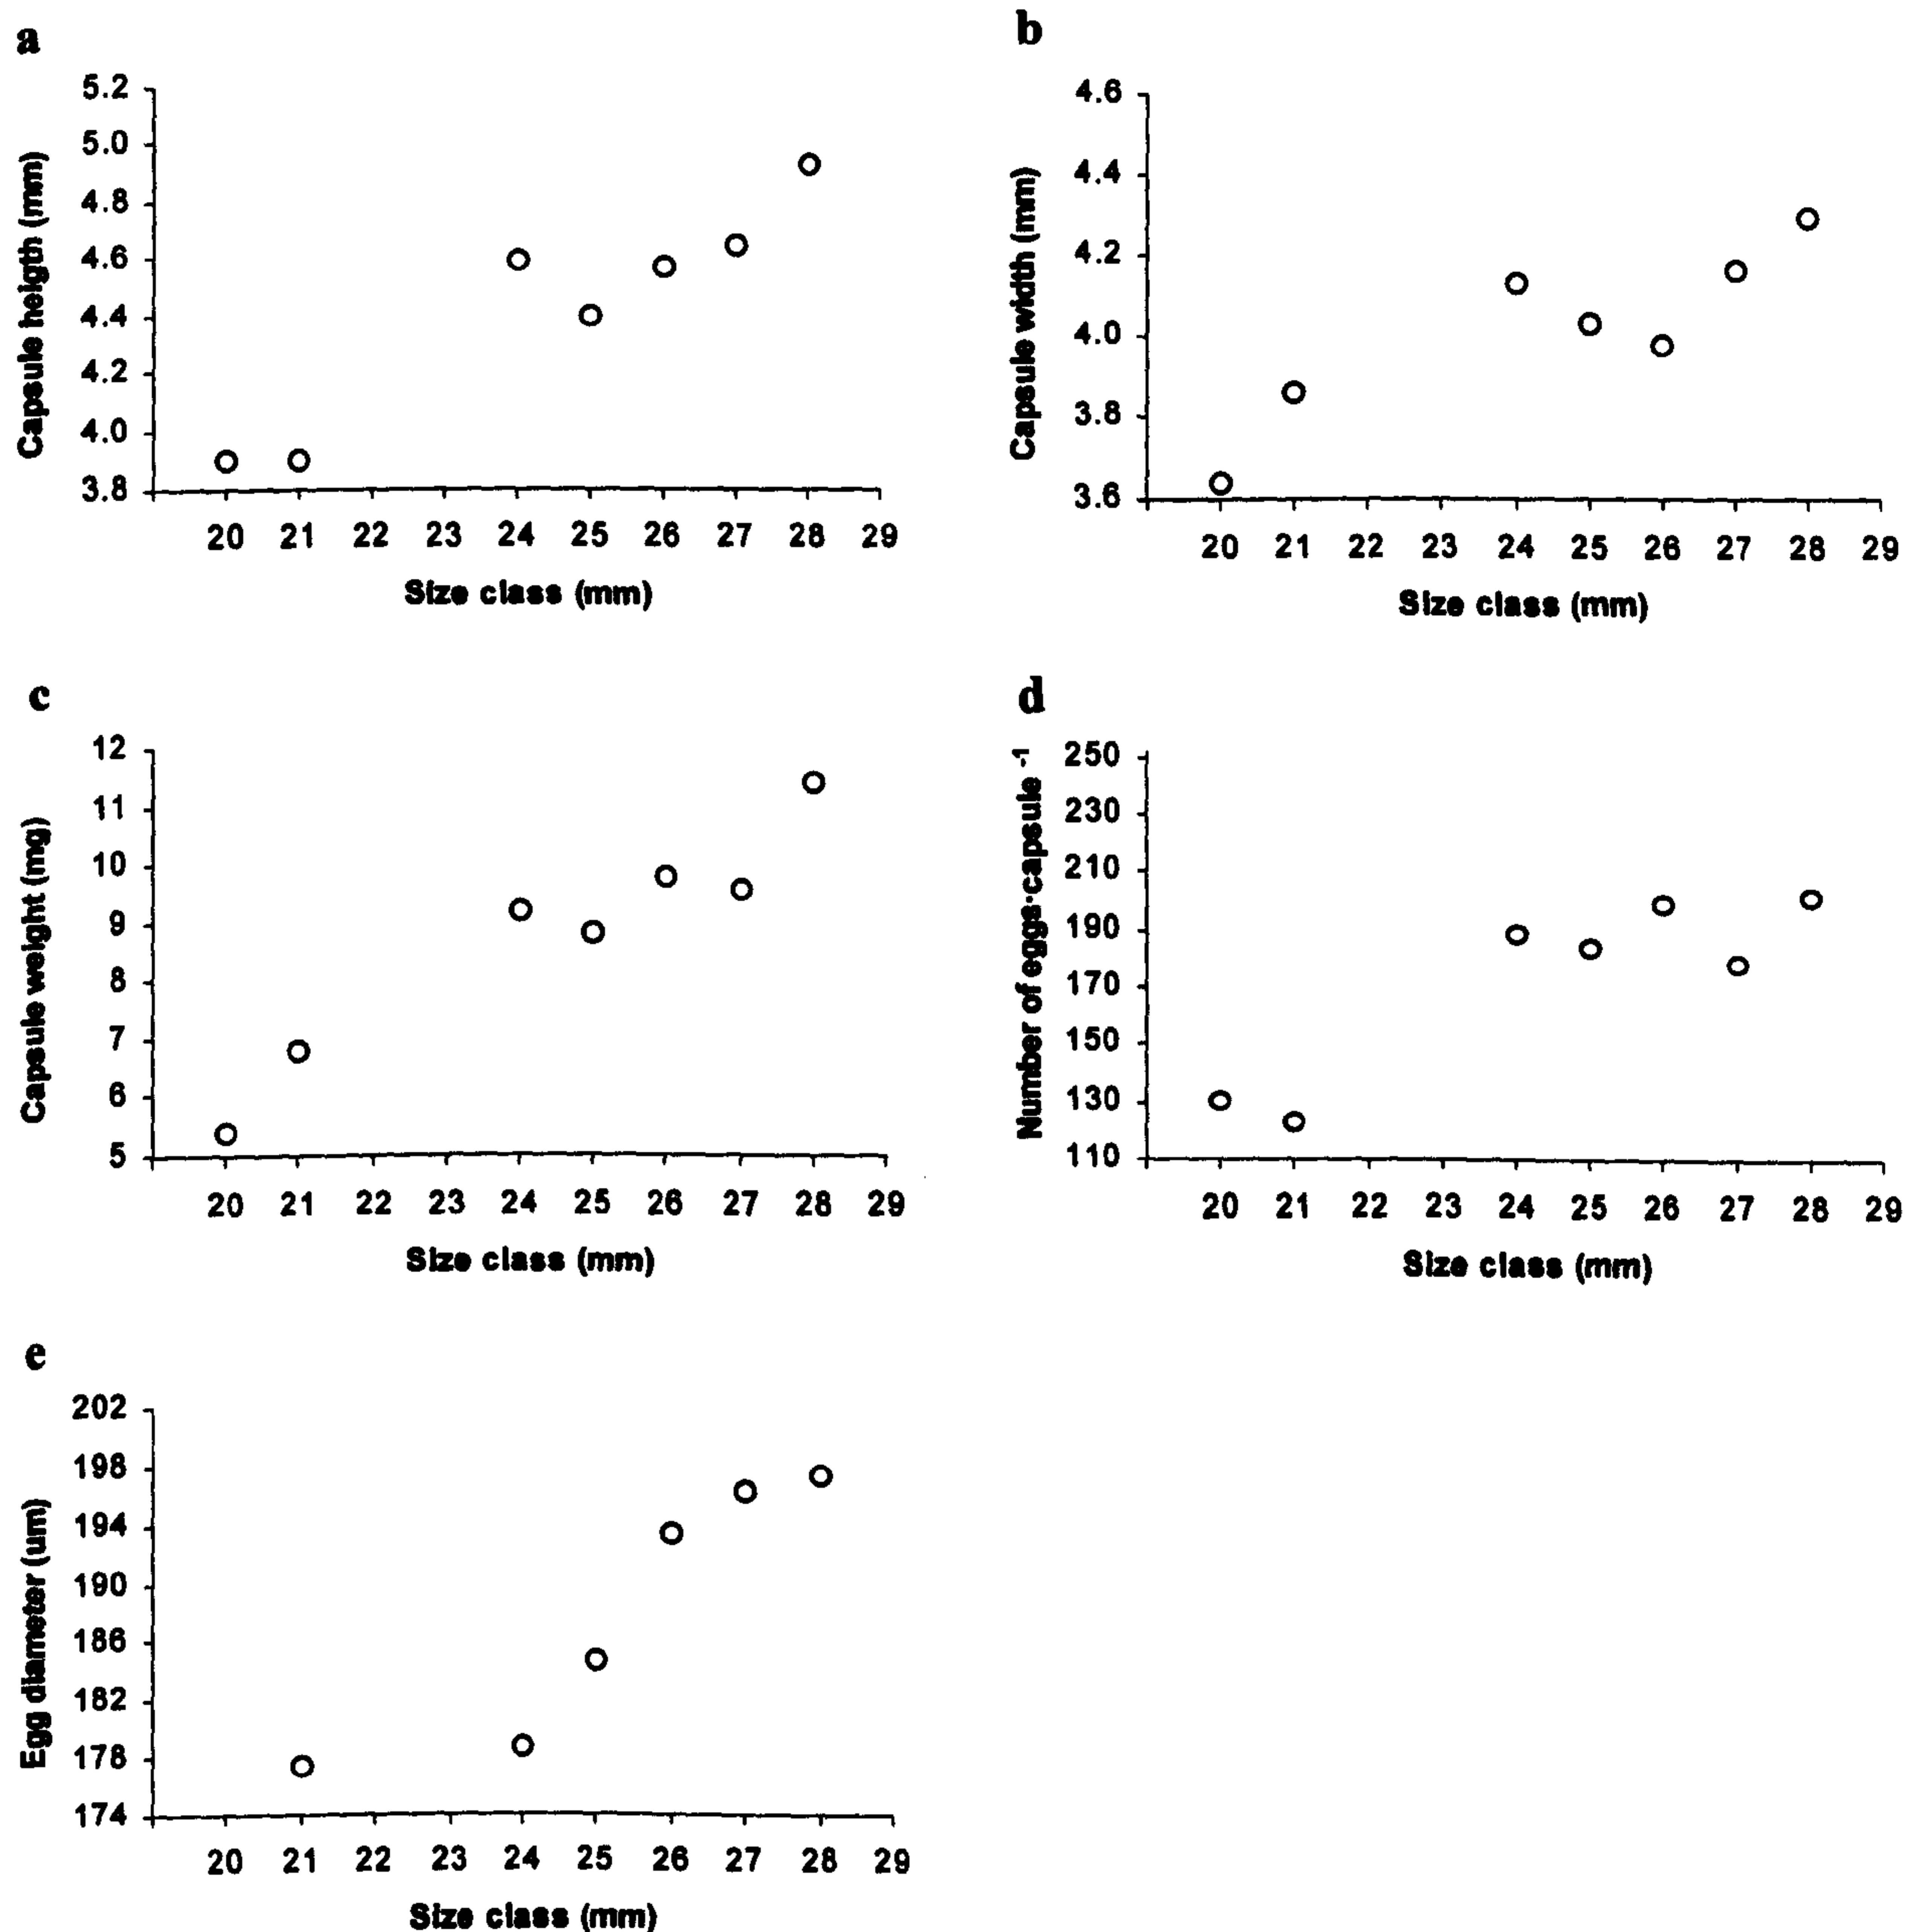 a
5.2
5.0
4.8
4.6
4.4
4.2
4.0
3.8
Capsule heigth (mm)
20 21 22 23 24 25 26 27 28 29
Size class (mm)
b
4.6
4.4
4.2
4.0
3.8
3.6
Capsule width (mm)
20 21 22 23 24 25 26 27 28 29
Size class (mm)
c
12
11
10
9
8
7
6
5
Capsule weight (mg)
20 21 22 23 24 25 26 27 28 29
Size class (mm)
d
250
230
210
190
170
150
130
110
Number of eggs·capsule -1
20 21 22 23 24 25 26 27 28 29
Size class (mm)
e
202
198
194
190
186
182
178
174
Egg diameter (um)
20 21 22 23 24 25 26 27 28 29
Size class (mm)